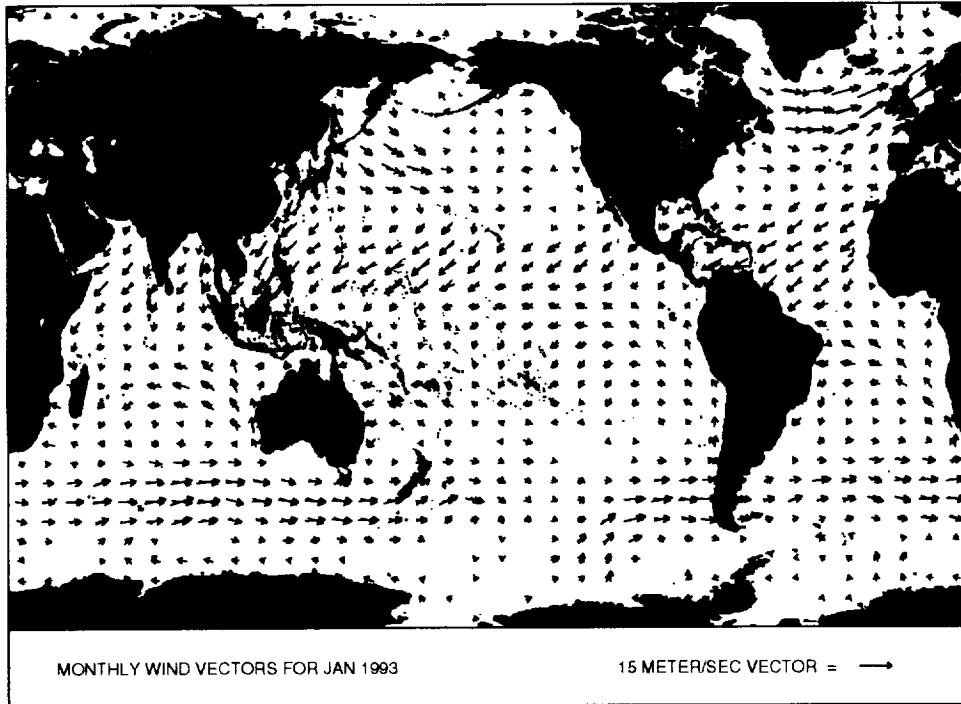 MONTHLY WIND VECTORS FOR JAN 1993
15 METER/SEC VECTOR =